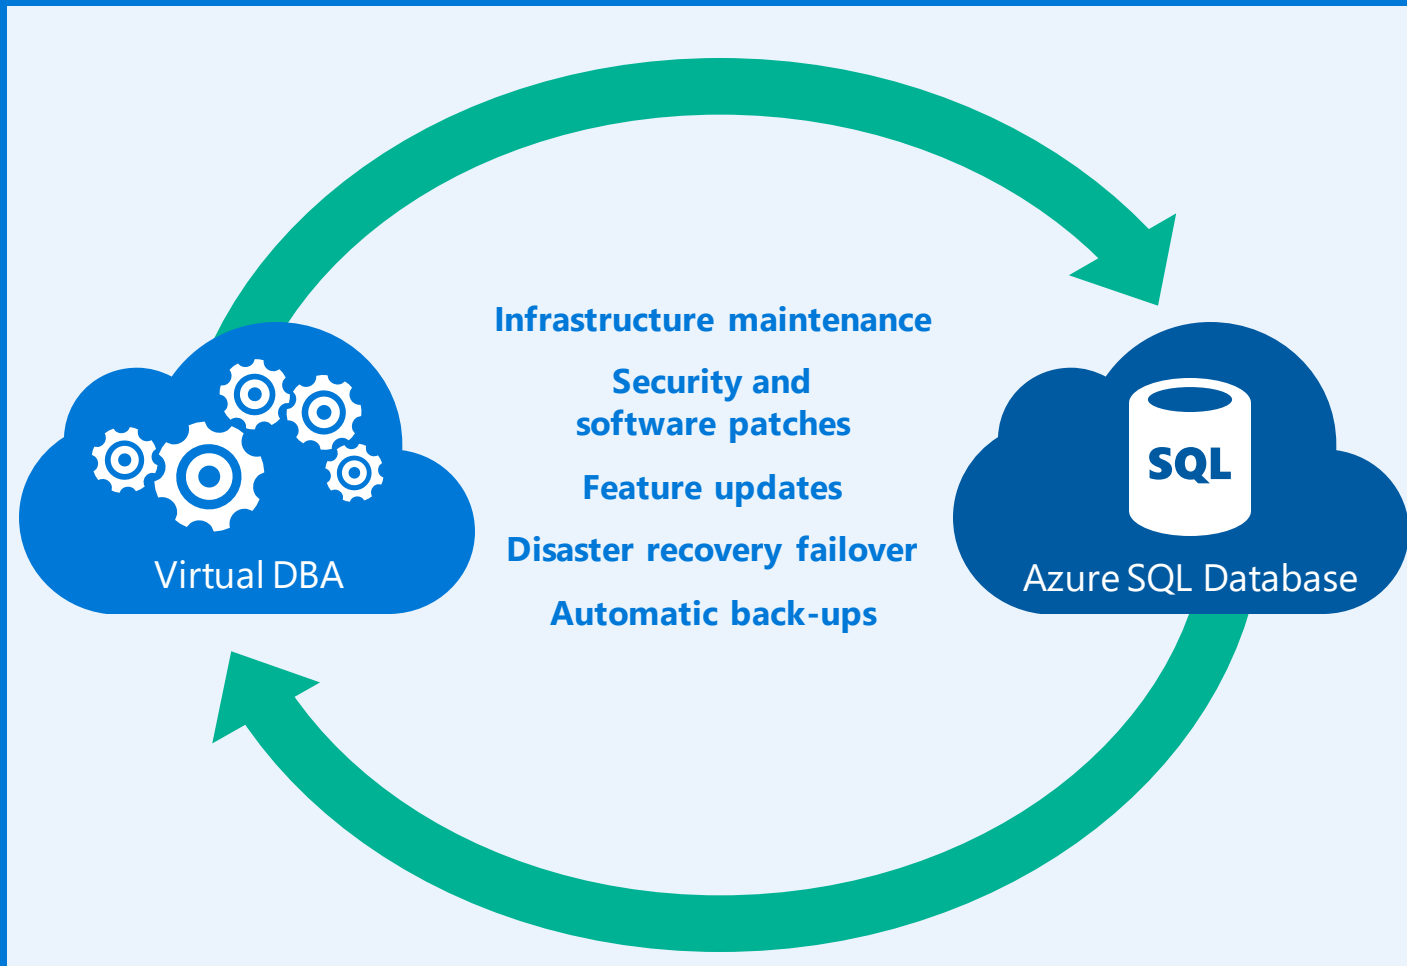 Infrastructure maintenance
Security and
software patches
Feature updates
Disaster recovery failover
Automatic back-ups
Virtual DBA
SQL
Azure SQL Database